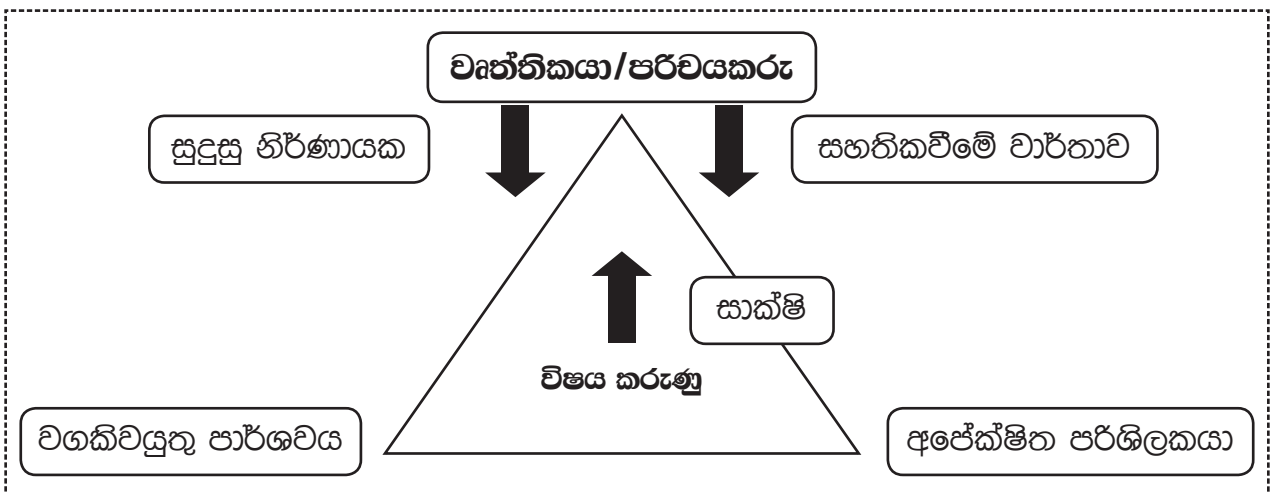 වෘත්තිකයා/පරිචයකරු
සුදුසු නිර්ණායක
සහතිකවීමේ වාර්තාව
සාක්ෂි
විෂය කරුණු
වගකිවයුතු පාර්ශවය
අපේක්ෂිත පරිශිලකයා